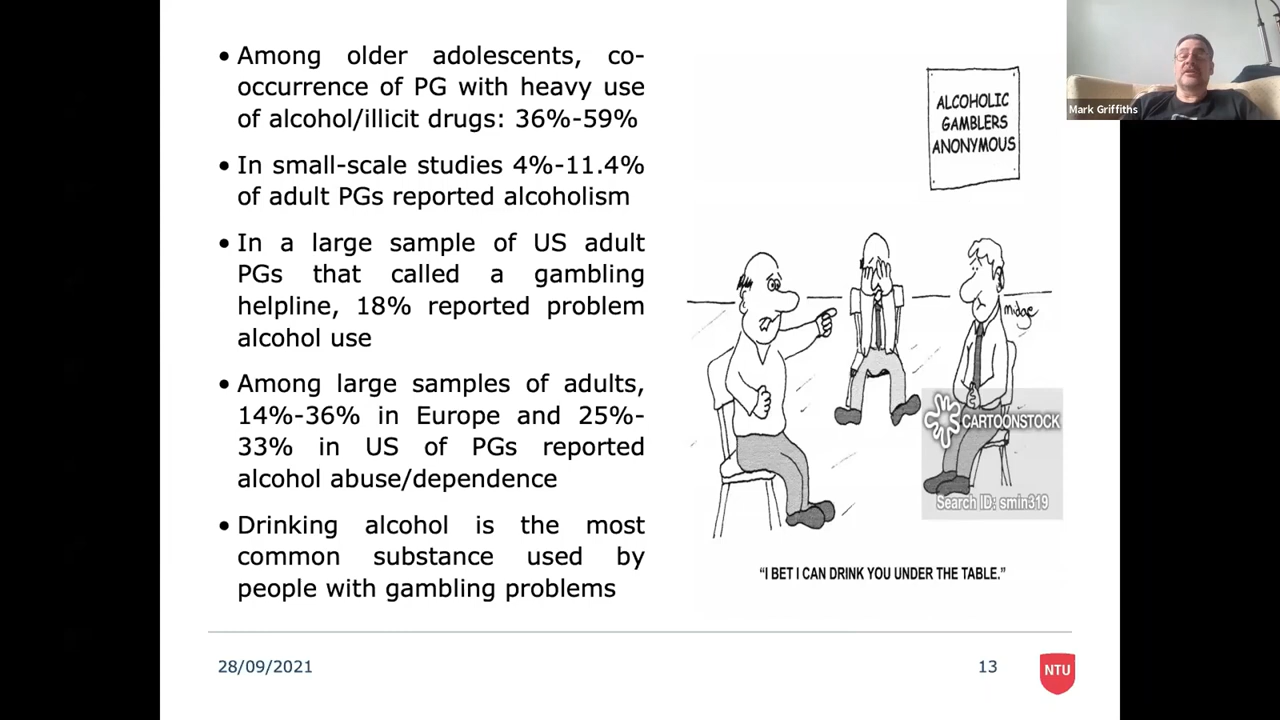 • Among older adolescents, co-
occurrence of PG with heavy use
of alcohol/illicit drugs: 36%-59%
• In small-scale studies 4%-11.4%
of adult PGs reported alcoholism
• In a large sample of US adult
PGs that called a gambling
helpline, 18% reported problem
alcohol use
• Among large samples of adults,
14%-36% in Europe and 25%-
33% in US of PGs reported
alcohol abuse/dependence
• Drinking alcohol is the most
common substance used by
people with gambling problems
ALCOHOLIC
GAMBLERS
ANONYMOUS
midge
CARTOONSTOCK
Search ID: smin319
“I BET I CAN DRINK YOU UNDER THE TABLE.”
Mark Griffiths
28/09/2021
13
NTU